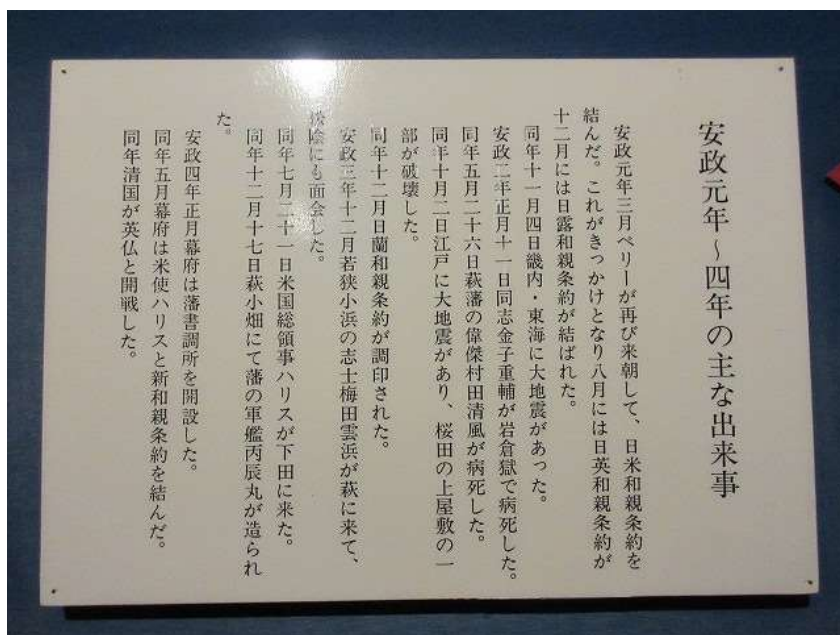 安政元年～四年の主な出来事
安政元年三月ペリーが再び来朝して、日米和親条約を
結んだ。これがきっかけとなり八月には日英和親条約が
十二月には日露和親条約が結ばれた。
同年十一月四日畿内・東海に大地震があった。
安政二年正月十一日同志金子重輔が岩倉獄で病死した。
同年五月二十六日萩藩の偉傑村田清風が病死した。
同年十月二日江戸に大地震があり、桜田の上屋敷の一
部が破壊した。
同年十二月日蘭和親条約が調印された。
安政三年十二月若狭小浜の志士梅田雲浜が萩に来て、
松陰にも面会した。
同年七月二十一日米国総領事ハリスが下田に来た。
同年十二月十七日萩小畑にて藩の軍艦丙辰丸が造られ
た。
安政四年正月幕府は藩書調所を開設した。
同年五月幕府は米使ハリスと新和親条約を結んだ。
同年清国が英仏と開戦した。